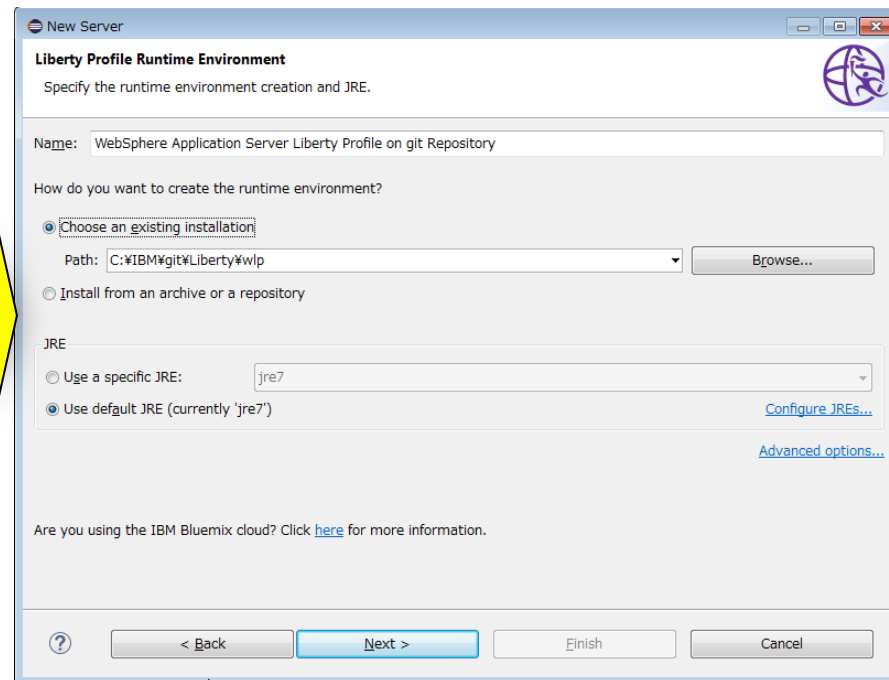 New Server
Liberty Profile Runtime Environment
Specify the runtime environment creation and JRE.
Name: WebSphere Application Server Liberty Profile on git Repository
How do you want to create the runtime environment?
Choose an existing installation
Path: C:¥IBM¥git¥Liberty¥wlp Browse...
Install from an archive or a repository
JRE
Use a specific JRE: jre7
Use default JRE (currently 'jre7') Configure JREs...
Advanced options...
Are you using the IBM Bluemix cloud? Click here for more information.
? < Back Next > Finish Cancel